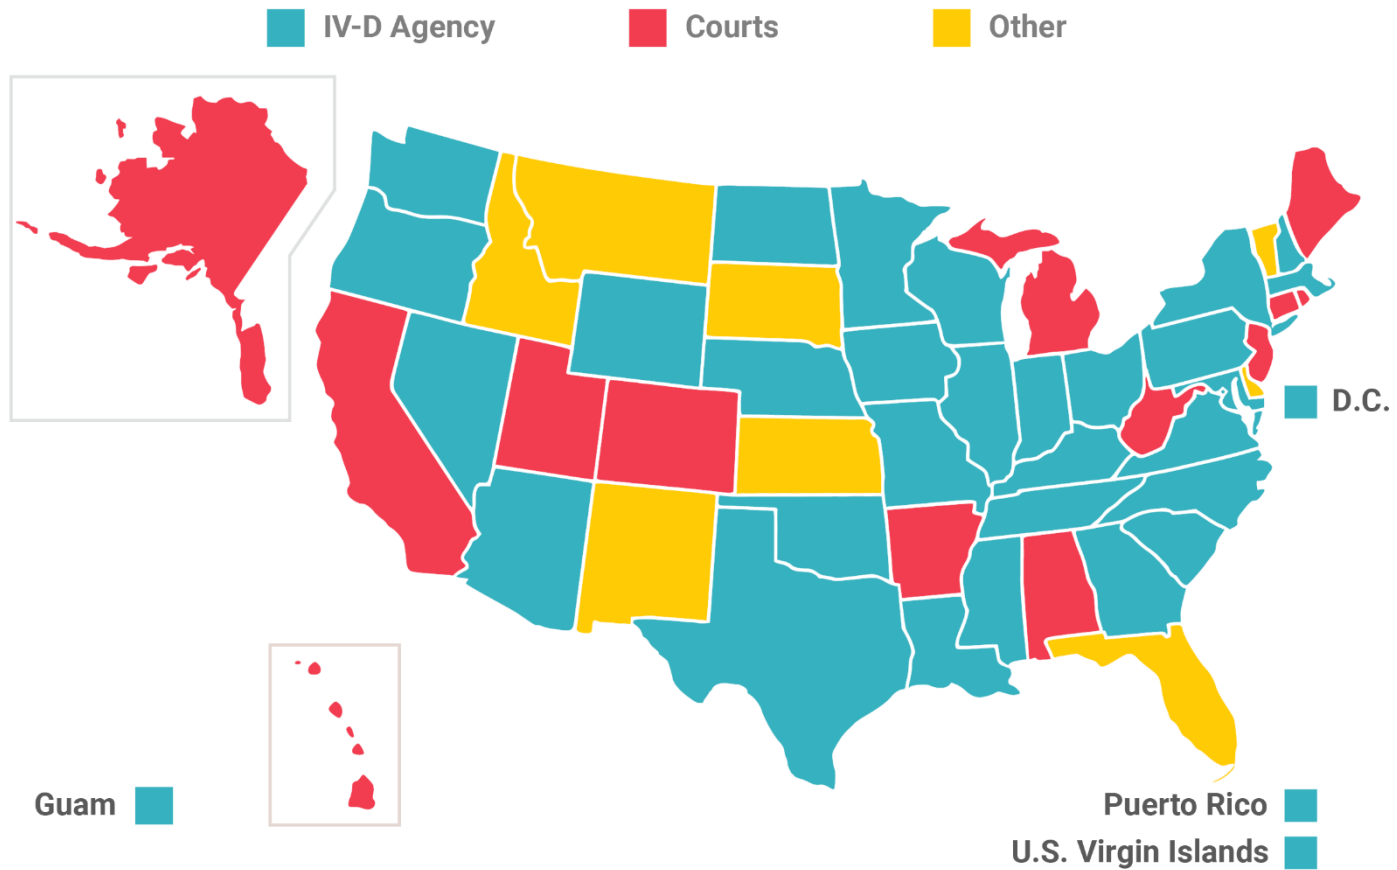 IV-D Agency
Courts
Other
D.C.
Guam
Puerto Rico
U.S. Virgin Islands